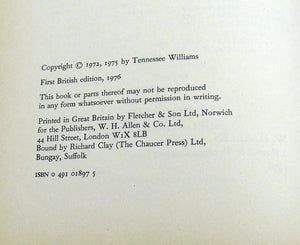 Copyright © 1972, 1975 by Tennessee Williams
First British edition, 1976
This book or parts thereof may not be reproduced
in any form whatsoever without permission in writing.
Printed in Great Britain by Fletcher & Son Ltd, Norwich
for the Publishers, W. H. Allen & Co. Ltd,
44 Hill Street, London W1X 8LB
Bound by Richard Clay (The Chaucer Press) Ltd,
Bungay, Suffolk
ISBN 0 491 01897 5